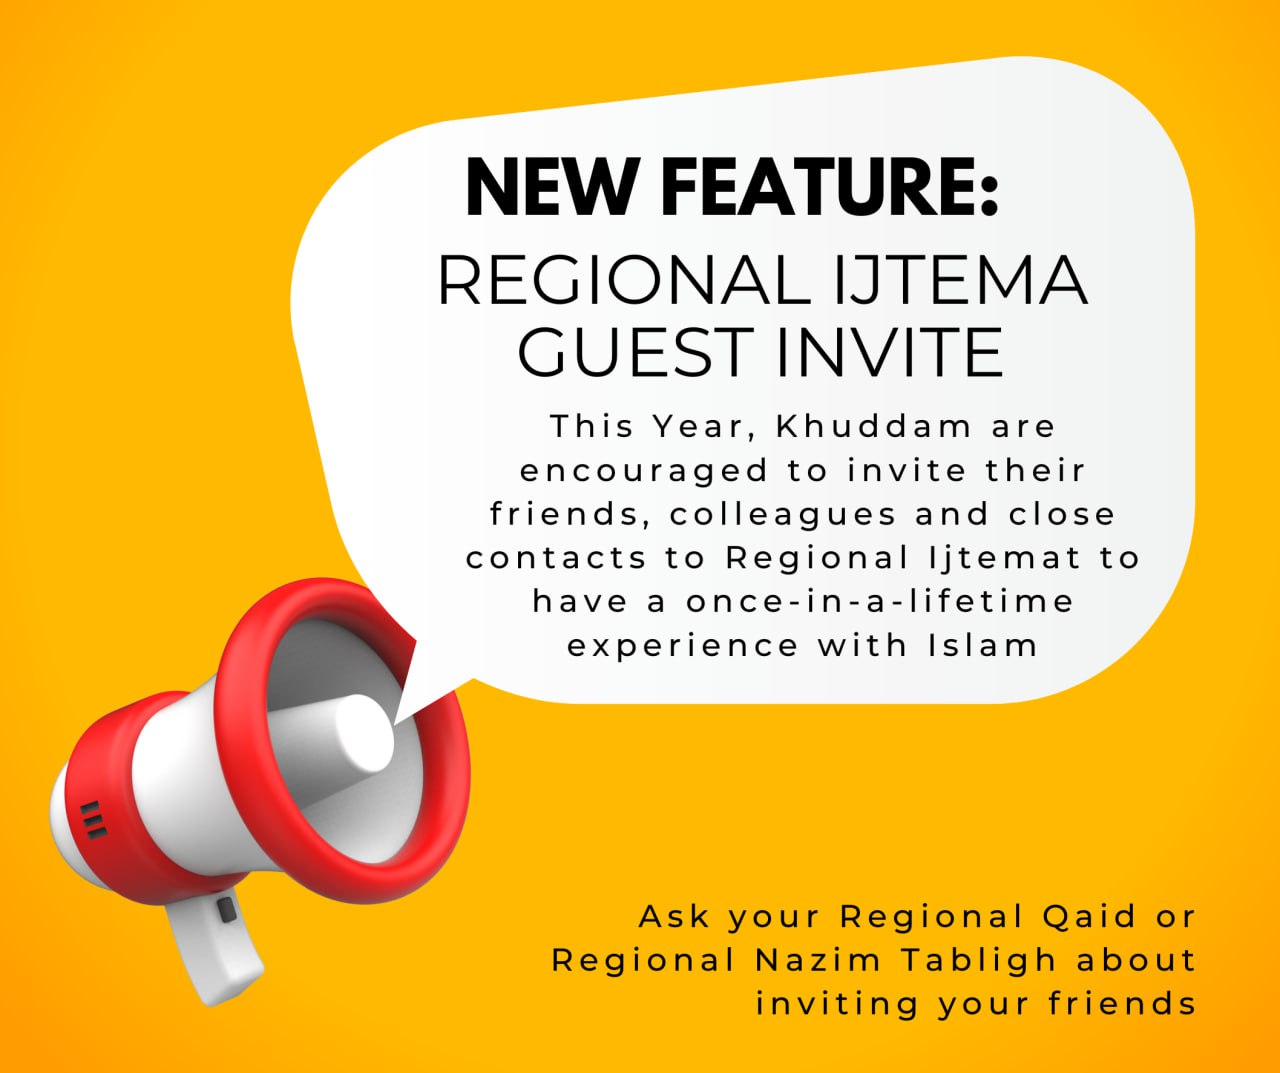 NEW FEATURE:
REGIONAL IJTEMA
GUEST INVITE
This Year, Khuddam are
encouraged to invite their
friends, colleagues and close
contacts to Regional Ijtemat to
have a once-in-a-lifetime
experience with Islam
Ask your Regional Qaid or
Regional Nazim Tabligh about
inviting your friends